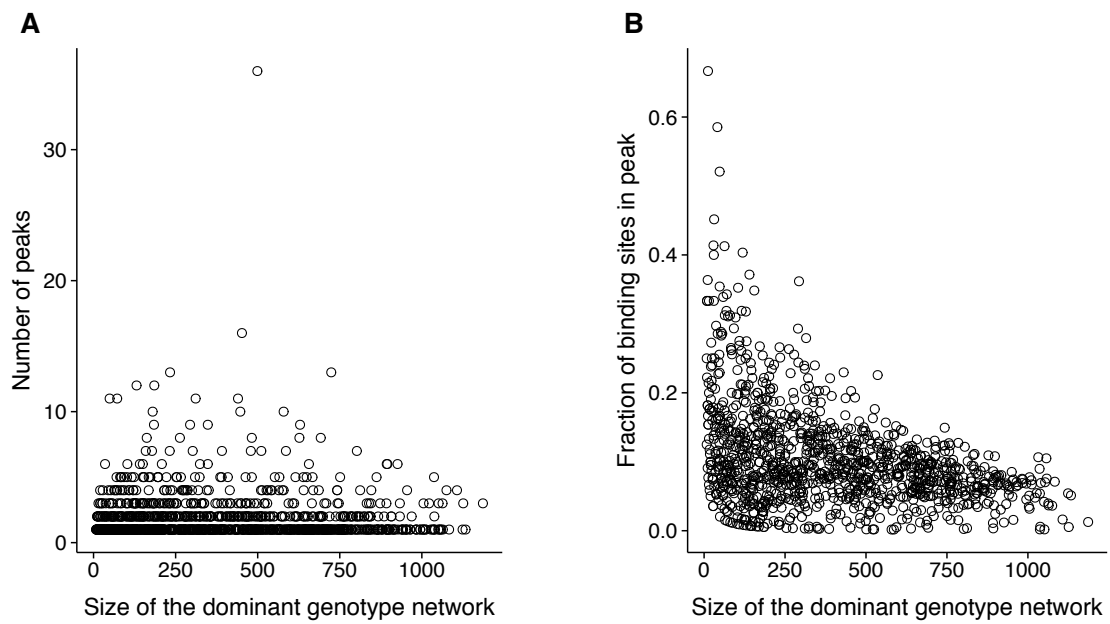 A
Number of peaks
30
20
10
0
0 250 500 750 1000
Size of the dominant genotype network
B
Fraction of binding sites in peak
0.6
0.4
0.2
0.0
0 250 500 750 1000
Size of the dominant genotype network